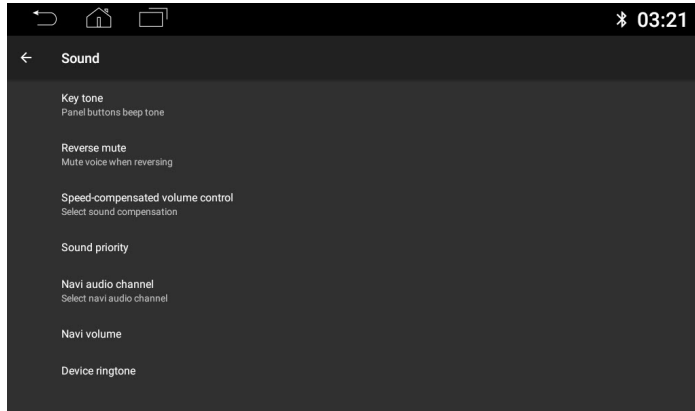 03:21
Sound
Key tone
Panel buttons beep tone
Reverse mute
Mute voice when reversing
Speed-compensated volume control
Select sound compensation
Sound priority
Navi audio channel
Select navi audio channel
Navi volume
Device ringtone